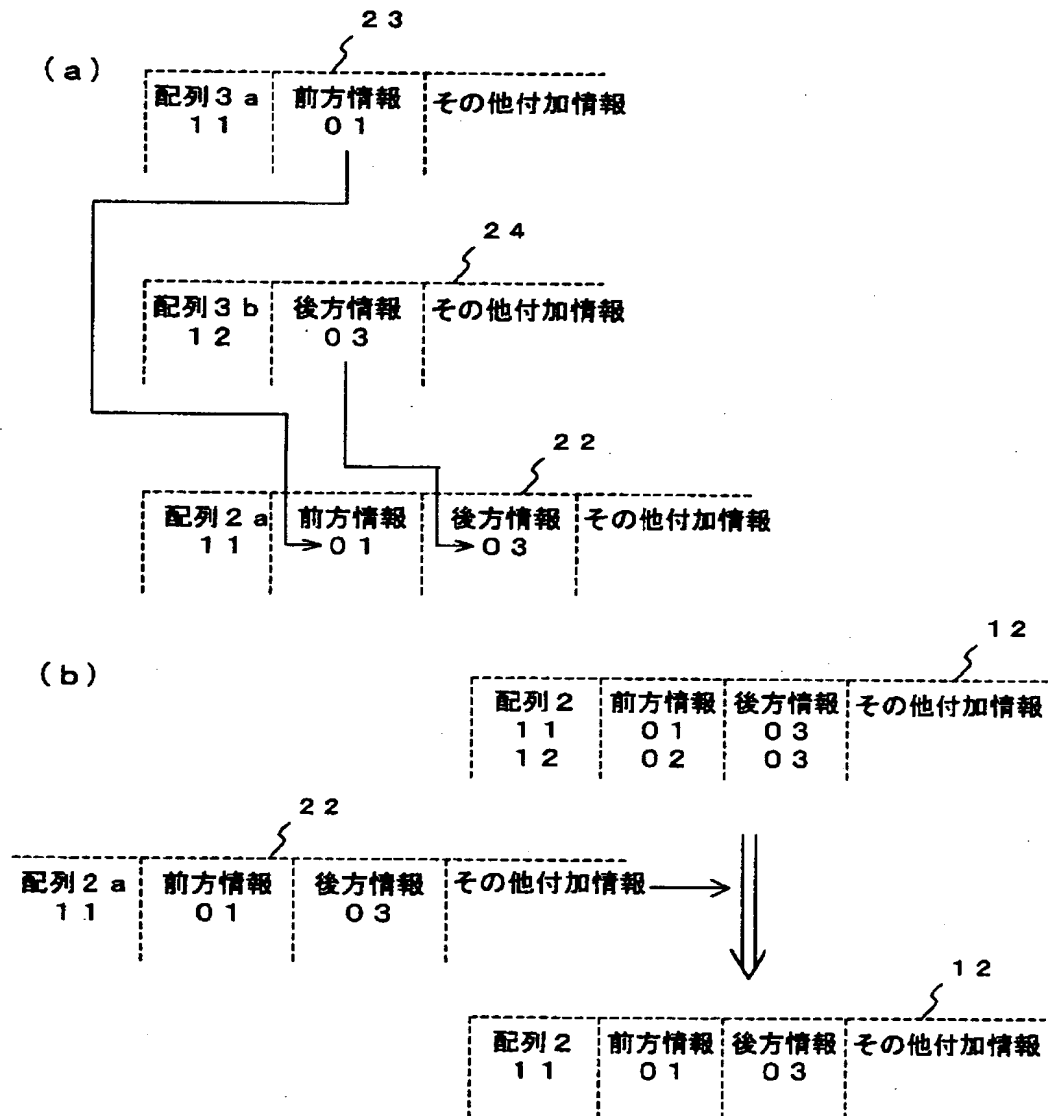 ２３
（a）
配列３a 前方情報 その他付加情報
１１ ０１
２４
配列３b 後方情報 その他付加情報
１２ ０３
２２
配列２a 前方情報 後方情報 その他付加情報
１１ ０１ ０３
（b）
１２
配列２ 前方情報 後方情報 その他付加情報
１１ ０１ ０３
１２ ０２ ０３
２２
配列２a 前方情報 後方情報 その他付加情報
１１ ０１ ０３
１２
配列２ 前方情報 後方情報 その他付加情報
１１ ０１ ０３